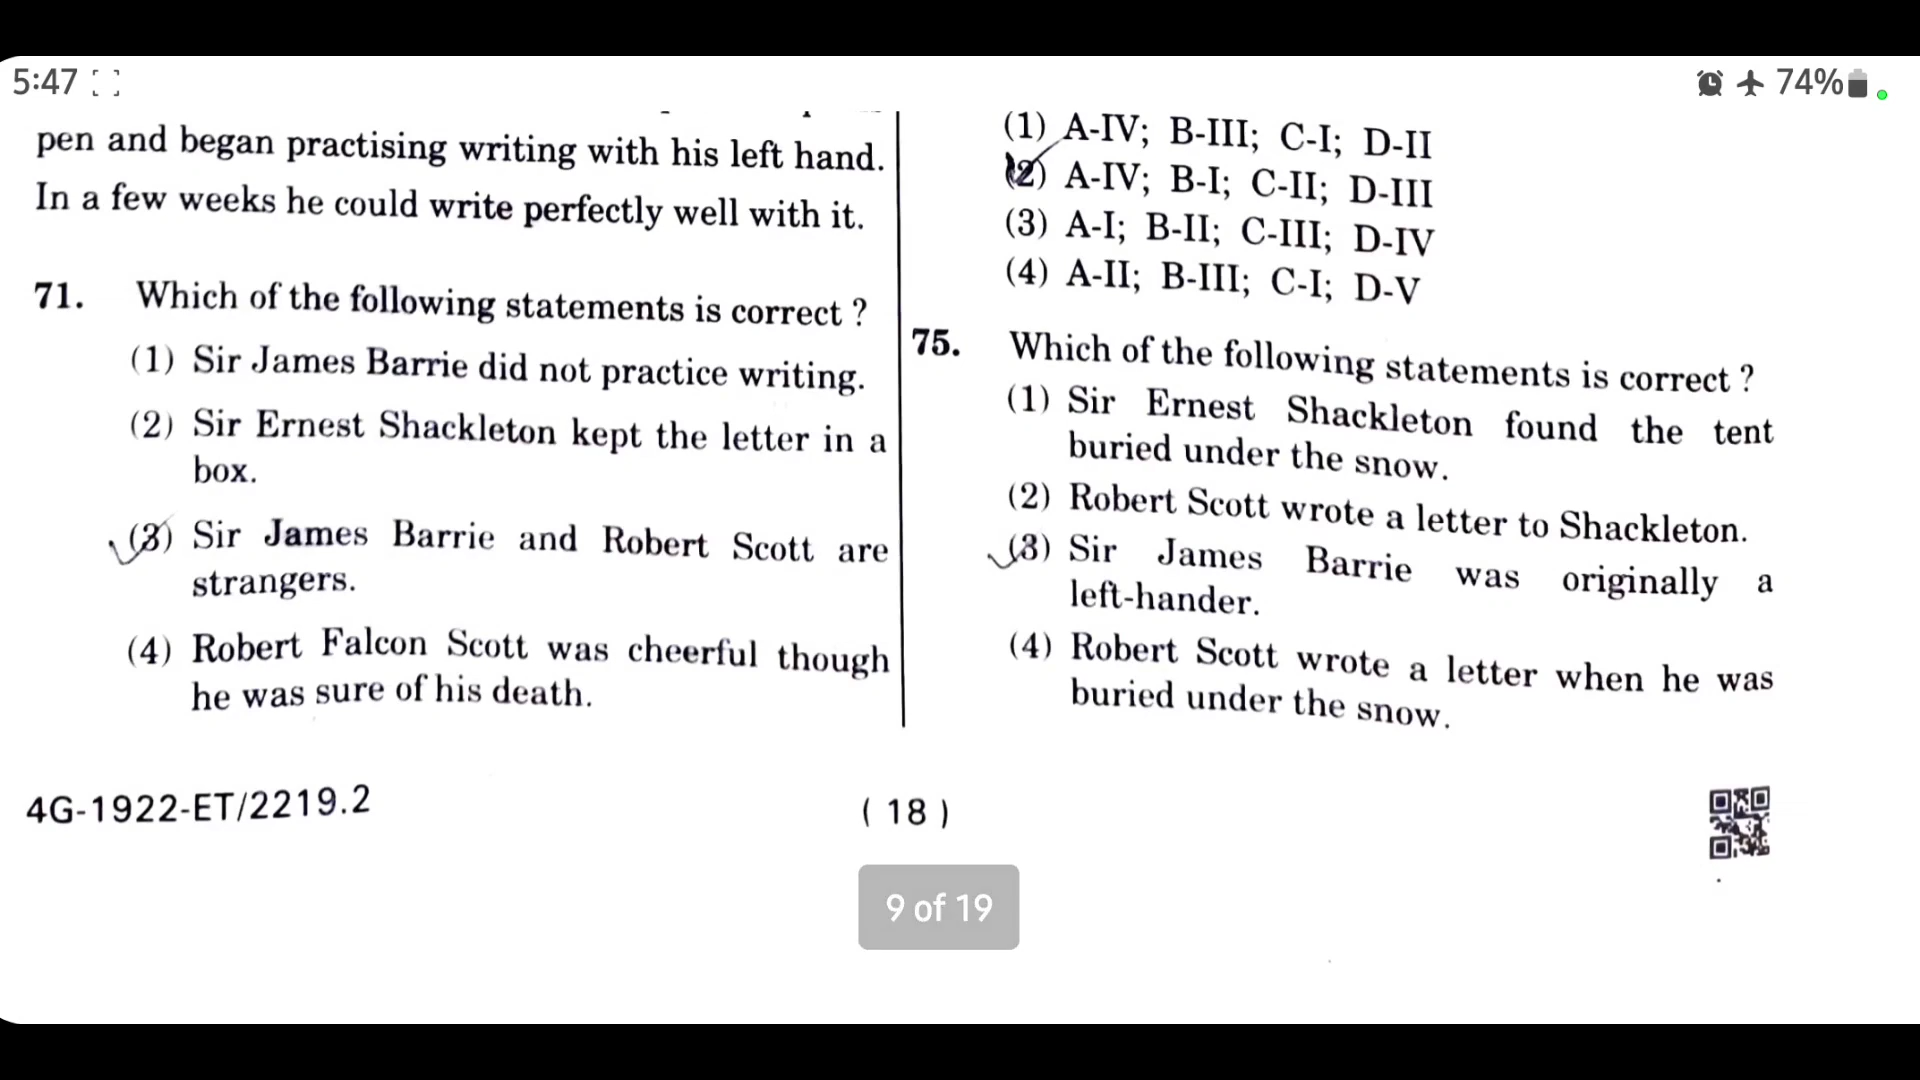 5:47
74%
pen and began practising writing with his left hand.
In a few weeks he could write perfectly well with it.
71. Which of the following statements is correct ?
(1) Sir James Barrie did not practice writing.
(2) Sir Ernest Shackleton kept the letter in a
box.
(3) Sir James Barrie and Robert Scott are
strangers.
(4) Robert Falcon Scott was cheerful though
he was sure of his death.
(1) A-IV; B-III; C-I; D-II
(2) A-IV; B-I; C-II; D-III
(3) A-I; B-II; C-III; D-IV
(4) A-II; B-III; C-I; D-V
75. Which of the following statements is correct ?
(1) Sir Ernest Shackleton found the tent
buried under the snow.
(2) Robert Scott wrote a letter to Shackleton.
(3) Sir James Barrie was originally a
left-hander.
(4) Robert Scott wrote a letter when he was
buried under the snow.
4G-1922-ET/2219.2
( 18 )
9 of 19